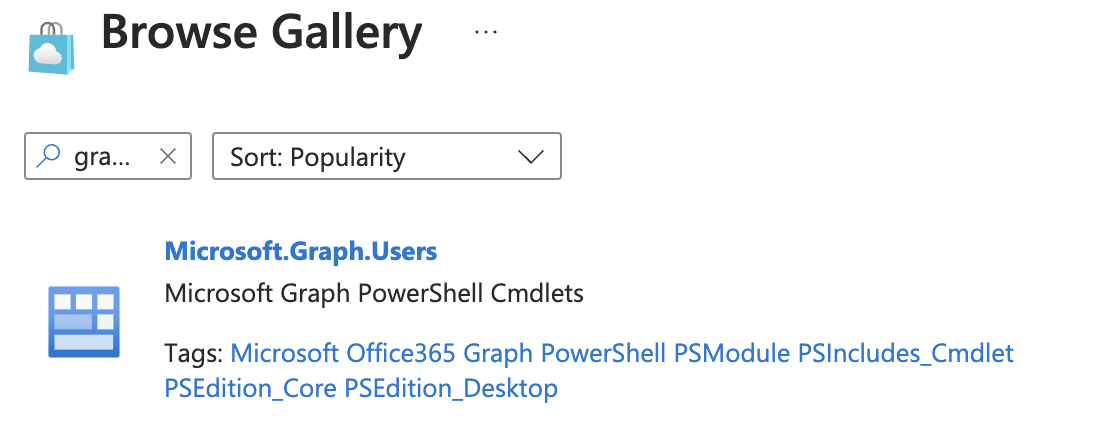 Browse Gallery ...
gra... Sort: Popularity
Microsoft.Graph.Users
Microsoft Graph PowerShell Cmdlets
Tags: Microsoft Office365 Graph PowerShell PSModule PSIncludes_Cmdlet
PSEdition_Core PSEdition_Desktop